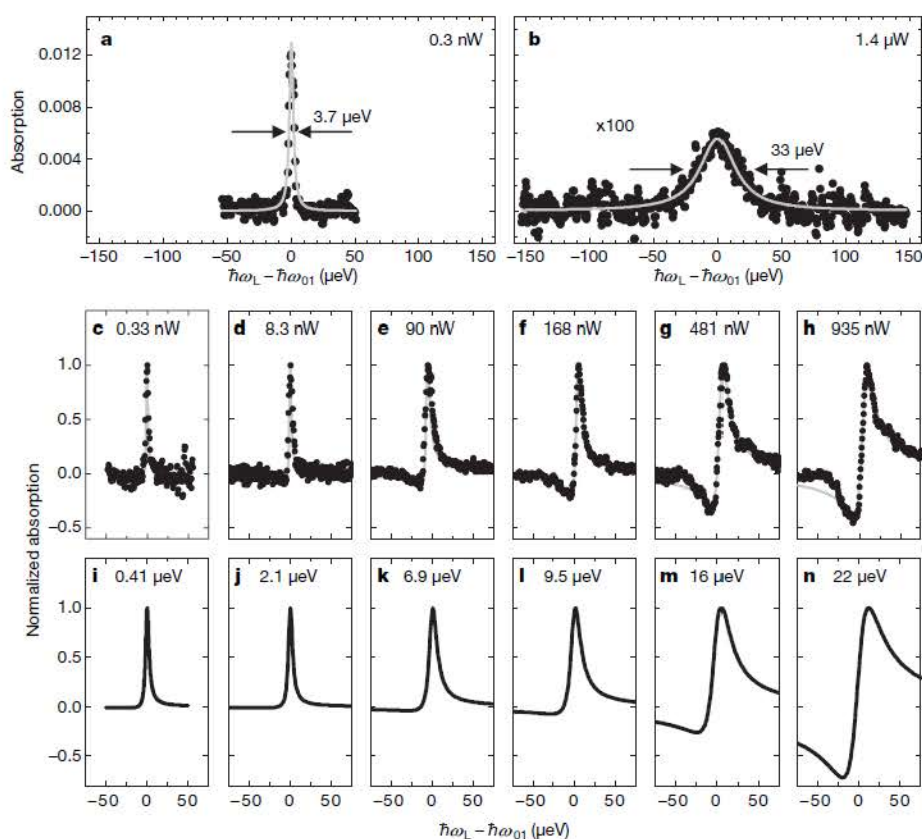 a 0.3 nW
b 1.4 µW
Absorption
0.012
0.008
0.004
0.000
3.7 µeV
x100
33 µeV
−150 −100 −50 0 50 100 150
−150 −100 −50 0 50 100 150
ħω_L − ħω_01 (µeV)
ħω_L − ħω_01 (µeV)
c 0.33 nW
d 8.3 nW
e 90 nW
f 168 nW
g 481 nW
h 935 nW
1.0
0.5
0.0
−0.5
Normalized absorption
i 0.41 µeV
j 2.1 µeV
k 6.9 µeV
l 9.5 µeV
m 16 µeV
n 22 µeV
1.0
0.5
0.0
−0.5
−50 0 50
−50 0 50
−50 0 50
−50 0 50
−50 0 50
−50 0 50
ħω_L − ħω_01 (µeV)